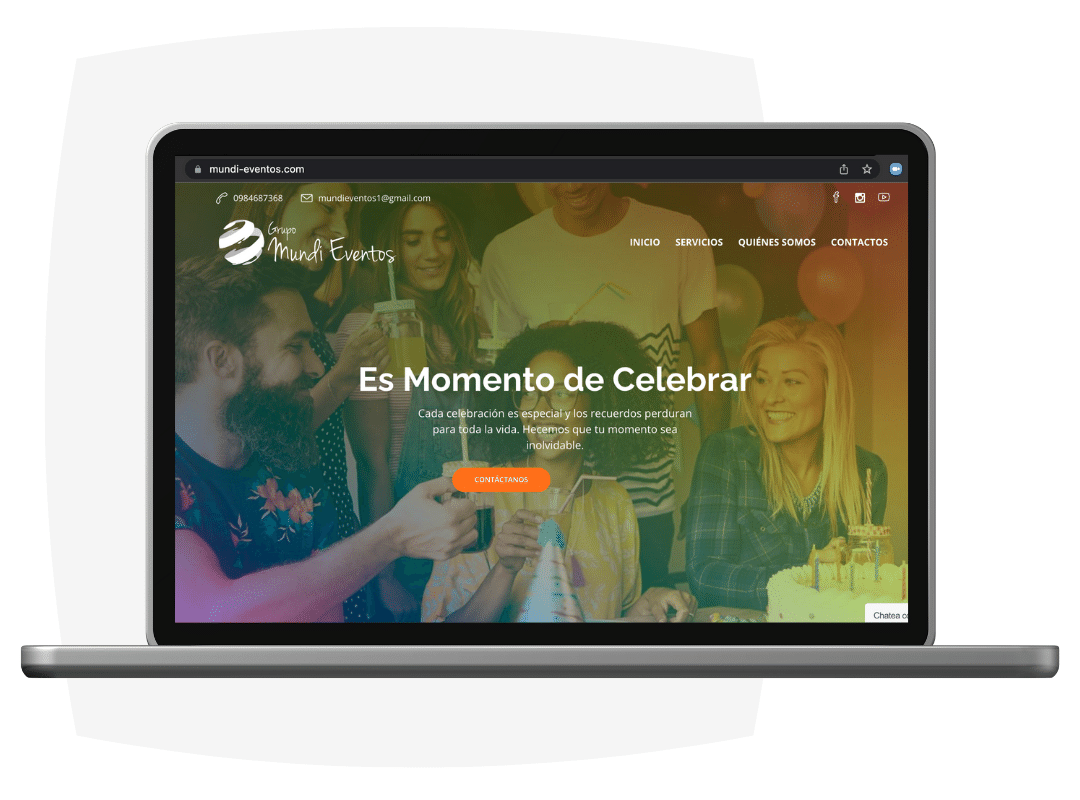 mundi-eventos.com
0984687368 mundieventos1@gmail.com
Grupo
Mundi Eventos
INICIO SERVICIOS QUIÉNES SOMOS CONTACTOS
Es Momento de Celebrar
Cada celebración es especial y los recuerdos perduran
para toda la vida. Hacemos que tu momento sea
inolvidable.
CONTÁCTANOS
Chatea